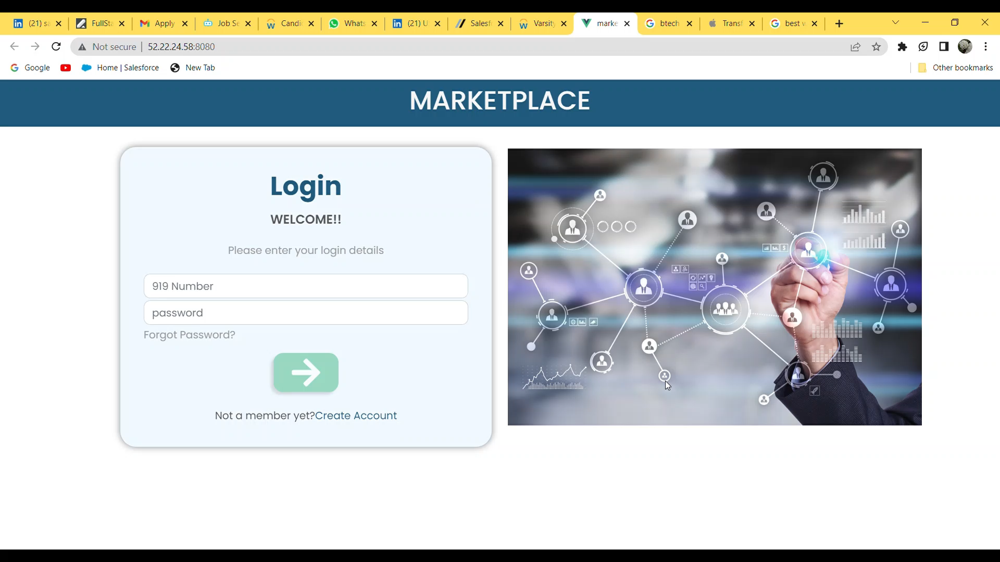 (21) sa
FullSta
Apply
Job Se
Candi
Whats
(21) U
Salesf
Varsity
marke
btech
Transf
best w
Not secure
52.22.24.58:8080
Google
Home | Salesforce
New Tab
Other bookmarks
MARKETPLACE
Login
WELCOME!!
Please enter your login details
919 Number
password
Forgot Password?
Not a member yet?Create Account